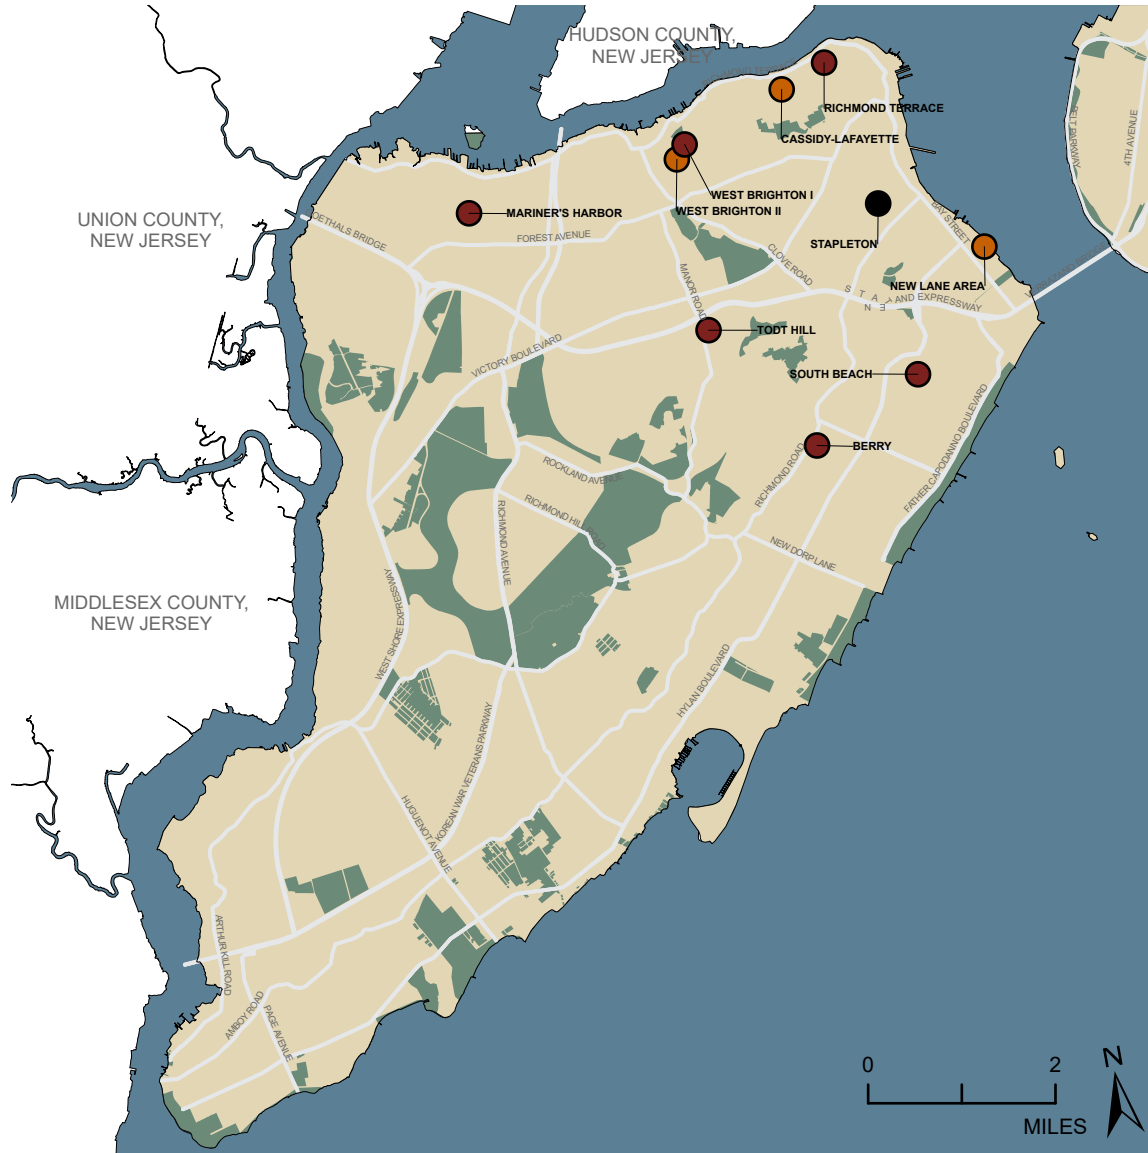 HUDSON COUNTY,
NEW JERSEY
RICHMOND TERRACE
RICHMOND TERRACE
CASSIDY-LAFAYETTE
BELT PARKWAY
4TH AVENUE
WEST BRIGHTON I
WEST BRIGHTON II
MARINER'S HARBOR
UNION COUNTY,
NEW JERSEY
GOETHALS BRIDGE
FOREST AVENUE
BAY STREET
STAPLETON
CLOVE ROAD
MANOR ROAD
NEW LANE AREA
STATEN ISLAND EXPRESSWAY
TODT HILL
VICTORY BOULEVARD
SOUTH BEACH
BERRY
FATHER CAPODANNO BOULEVARD
RICHMOND ROAD
ROCKLAND AVENUE
RICHMOND HILL ROAD
RICHMOND AVENUE
NEW DORP LANE
MIDDLESEX COUNTY,
NEW JERSEY
WEST SHORE EXPRESSWAY
HYLAN BOULEVARD
KOREAN WAR VETERANS PARKWAY
HUGUENOT AVENUE
ARTHUR KILL ROAD
AMBOY ROAD
PAGE AVENUE
0 2
MILES
N